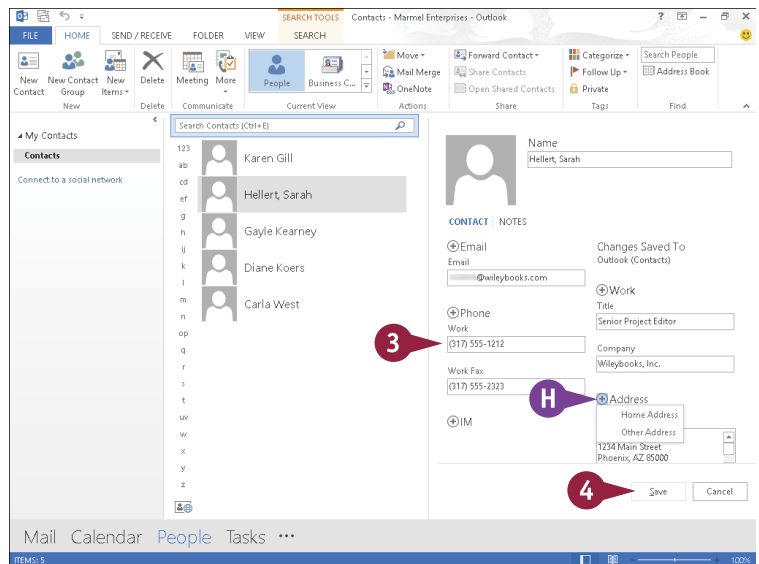 SEARCH TOOLS Contacts - Marmel Enterprises - Outlook
FILE HOME SEND / RECEIVE FOLDER VIEW SEARCH
New Contact
New Contact Group
New Items
New
Delete
Delete
Meeting
More
Communicate
People
Business C...
Current View
Move
Mail Merge
OneNote
Actions
Forward Contact
Share Contacts
Open Shared Contacts
Share
Categorize
Follow Up
Private
Tags
Search People
Address Book
Find
My Contacts
Contacts
Connect to a social network
Search Contacts (Ctrl+E)
123
ab
cd
ef
g
h
ij
k
l
m
n
op
q
r
s
t
uv
w
x
y
z
Karen Gill
Hellert, Sarah
Gayle Kearney
Diane Koers
Carla West
Name
Hellert, Sarah
CONTACT NOTES
Email
Email
@wileybooks.com
Phone
Work
3
(317) 555-1212
Work Fax
(317) 555-2323
IM
Changes Saved To
Outlook (Contacts)
Work
Title
Senior Project Editor
Company
Wileybooks, Inc.
H
Address
Home Address
Other Address
1234 Main Street
Phoenix, AZ 85000
4
Save Cancel
Mail Calendar People Tasks •••
ITEMS: 5 100%